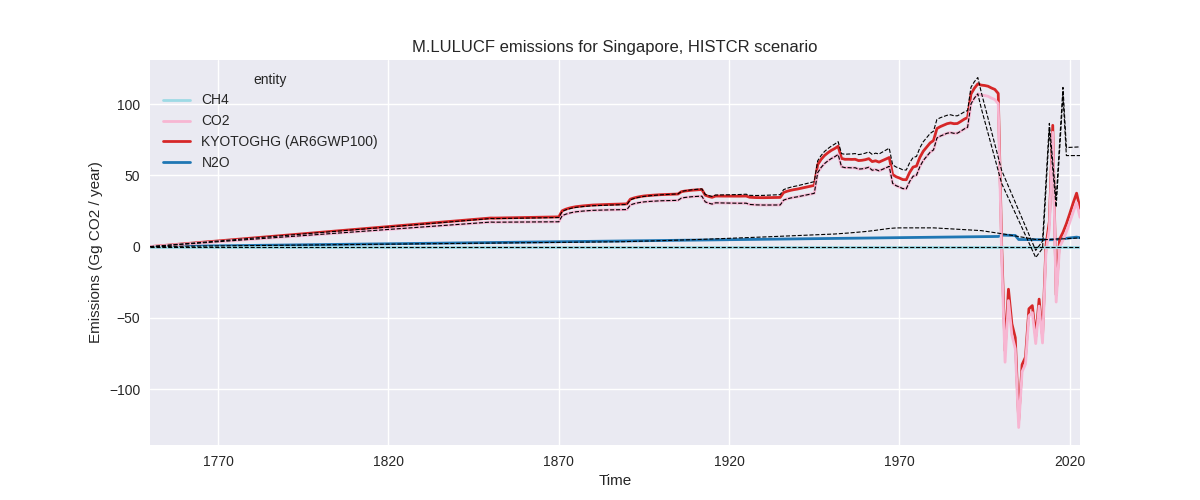 M.LULUCF emissions for Singapore, HISTCR scenario
entity
CH4
CO2
KYOTOGHG (AR6GWP100)
N2O
Emissions (Gg CO2 / year)
100
50
0
−50
−100
1770
1820
1870
1920
1970
2020
Time